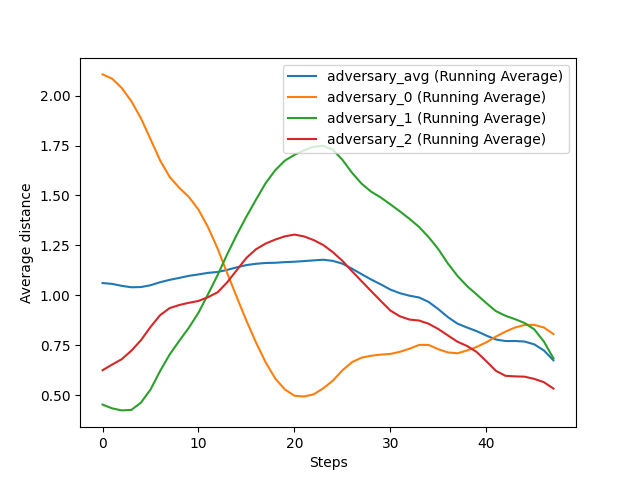 adversary_avg (Running Average)
adversary_0 (Running Average)
adversary_1 (Running Average)
adversary_2 (Running Average)
Average distance
2.00
1.75
1.50
1.25
1.00
0.75
0.50
0 10 20 30 40
Steps